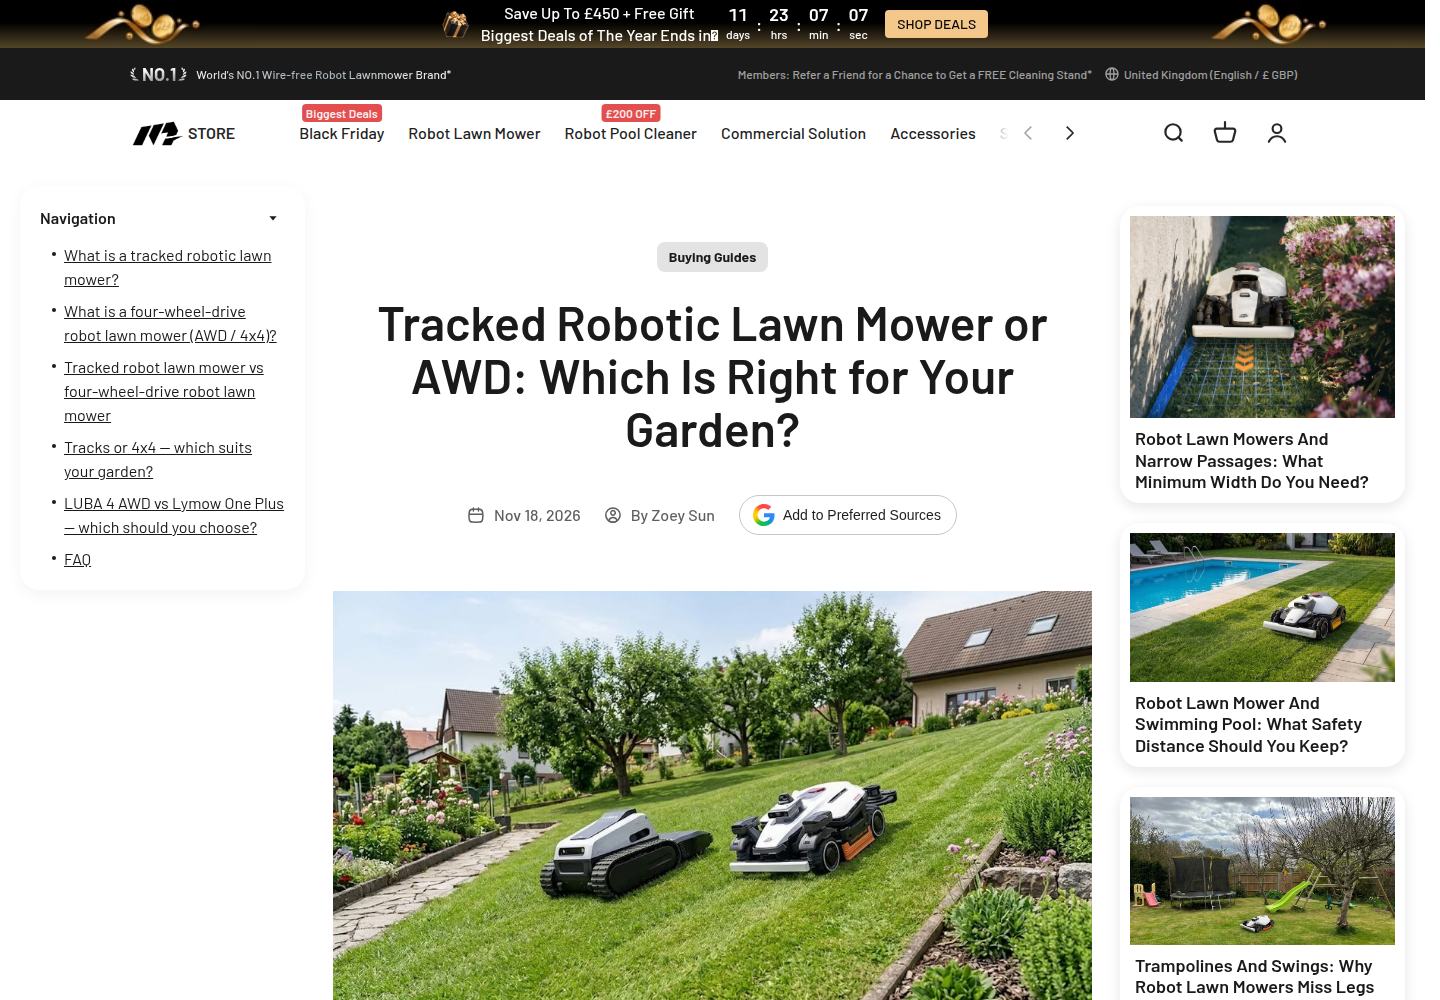 Save Up To £450 + Free Gift
Biggest Deals of The Year Ends in
11 : 23 : 07 : 07
days hrs min sec
SHOP DEALS
NO.1 World's NO.1 Wire-free Robot Lawnmower Brand*
Members: Refer a Friend for a Chance to Get a FREE Cleaning Stand*
United Kingdom (English / £ GBP)
Biggest Deals
£200 OFF
STORE
Black Friday
Robot Lawn Mower
Robot Pool Cleaner
Commercial Solution
Accessories
Navigation
What is a tracked robotic lawn
mower?
What is a four-wheel-drive
robot lawn mower (AWD / 4x4)?
Tracked robot lawn mower vs
four-wheel-drive robot lawn
mower
Tracks or 4x4 — which suits
your garden?
LUBA 4 AWD vs Lymow One Plus
— which should you choose?
FAQ
Buying Guides
Tracked Robotic Lawn Mower or
AWD: Which Is Right for Your
Garden?
Nov 18, 2026
By Zoey Sun
Add to Preferred Sources
Robot Lawn Mowers And
Narrow Passages: What
Minimum Width Do You Need?
Robot Lawn Mower And
Swimming Pool: What Safety
Distance Should You Keep?
Trampolines And Swings: Why
Robot Lawn Mowers Miss Legs